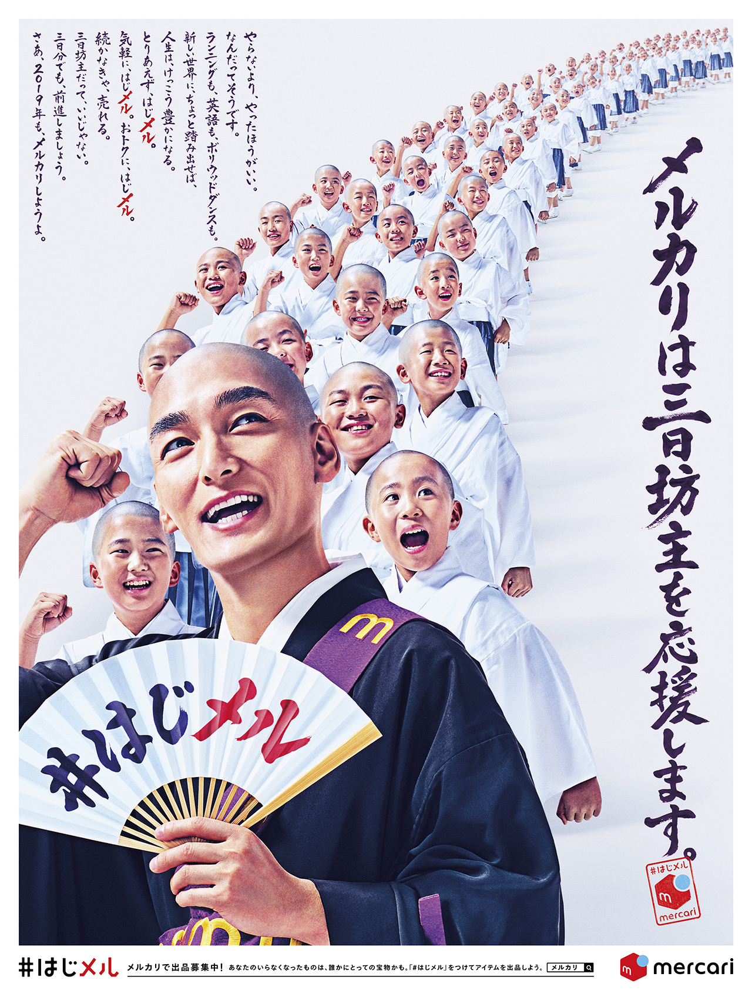 やらないより、やったほうがいい。
なんだってそうです。
ランニングも、英語も、ボリウッドダンスも。
新しい世界に、ちょっと踏み出せば、
人生は、けっこう豊かになる。
とりあえず、はじメル。
気軽に、はじメル。おトクに、はじメル。
続かなきゃ、売れる。
三日坊主だって、いいじゃない。
三日分でも、前進しましょう。
さあ、2019年も、メルカリしようよ。
メルカリは三日坊主を応援します。
#はじメル
m
mercari
m
#はじメル
m
#はじメル
メルカリで出品募集中!
あなたのいらなくなったものは、誰かにとっての宝物かも。「#はじメル」をつけてアイテムを出品しよう。
メルカリ
m
mercari